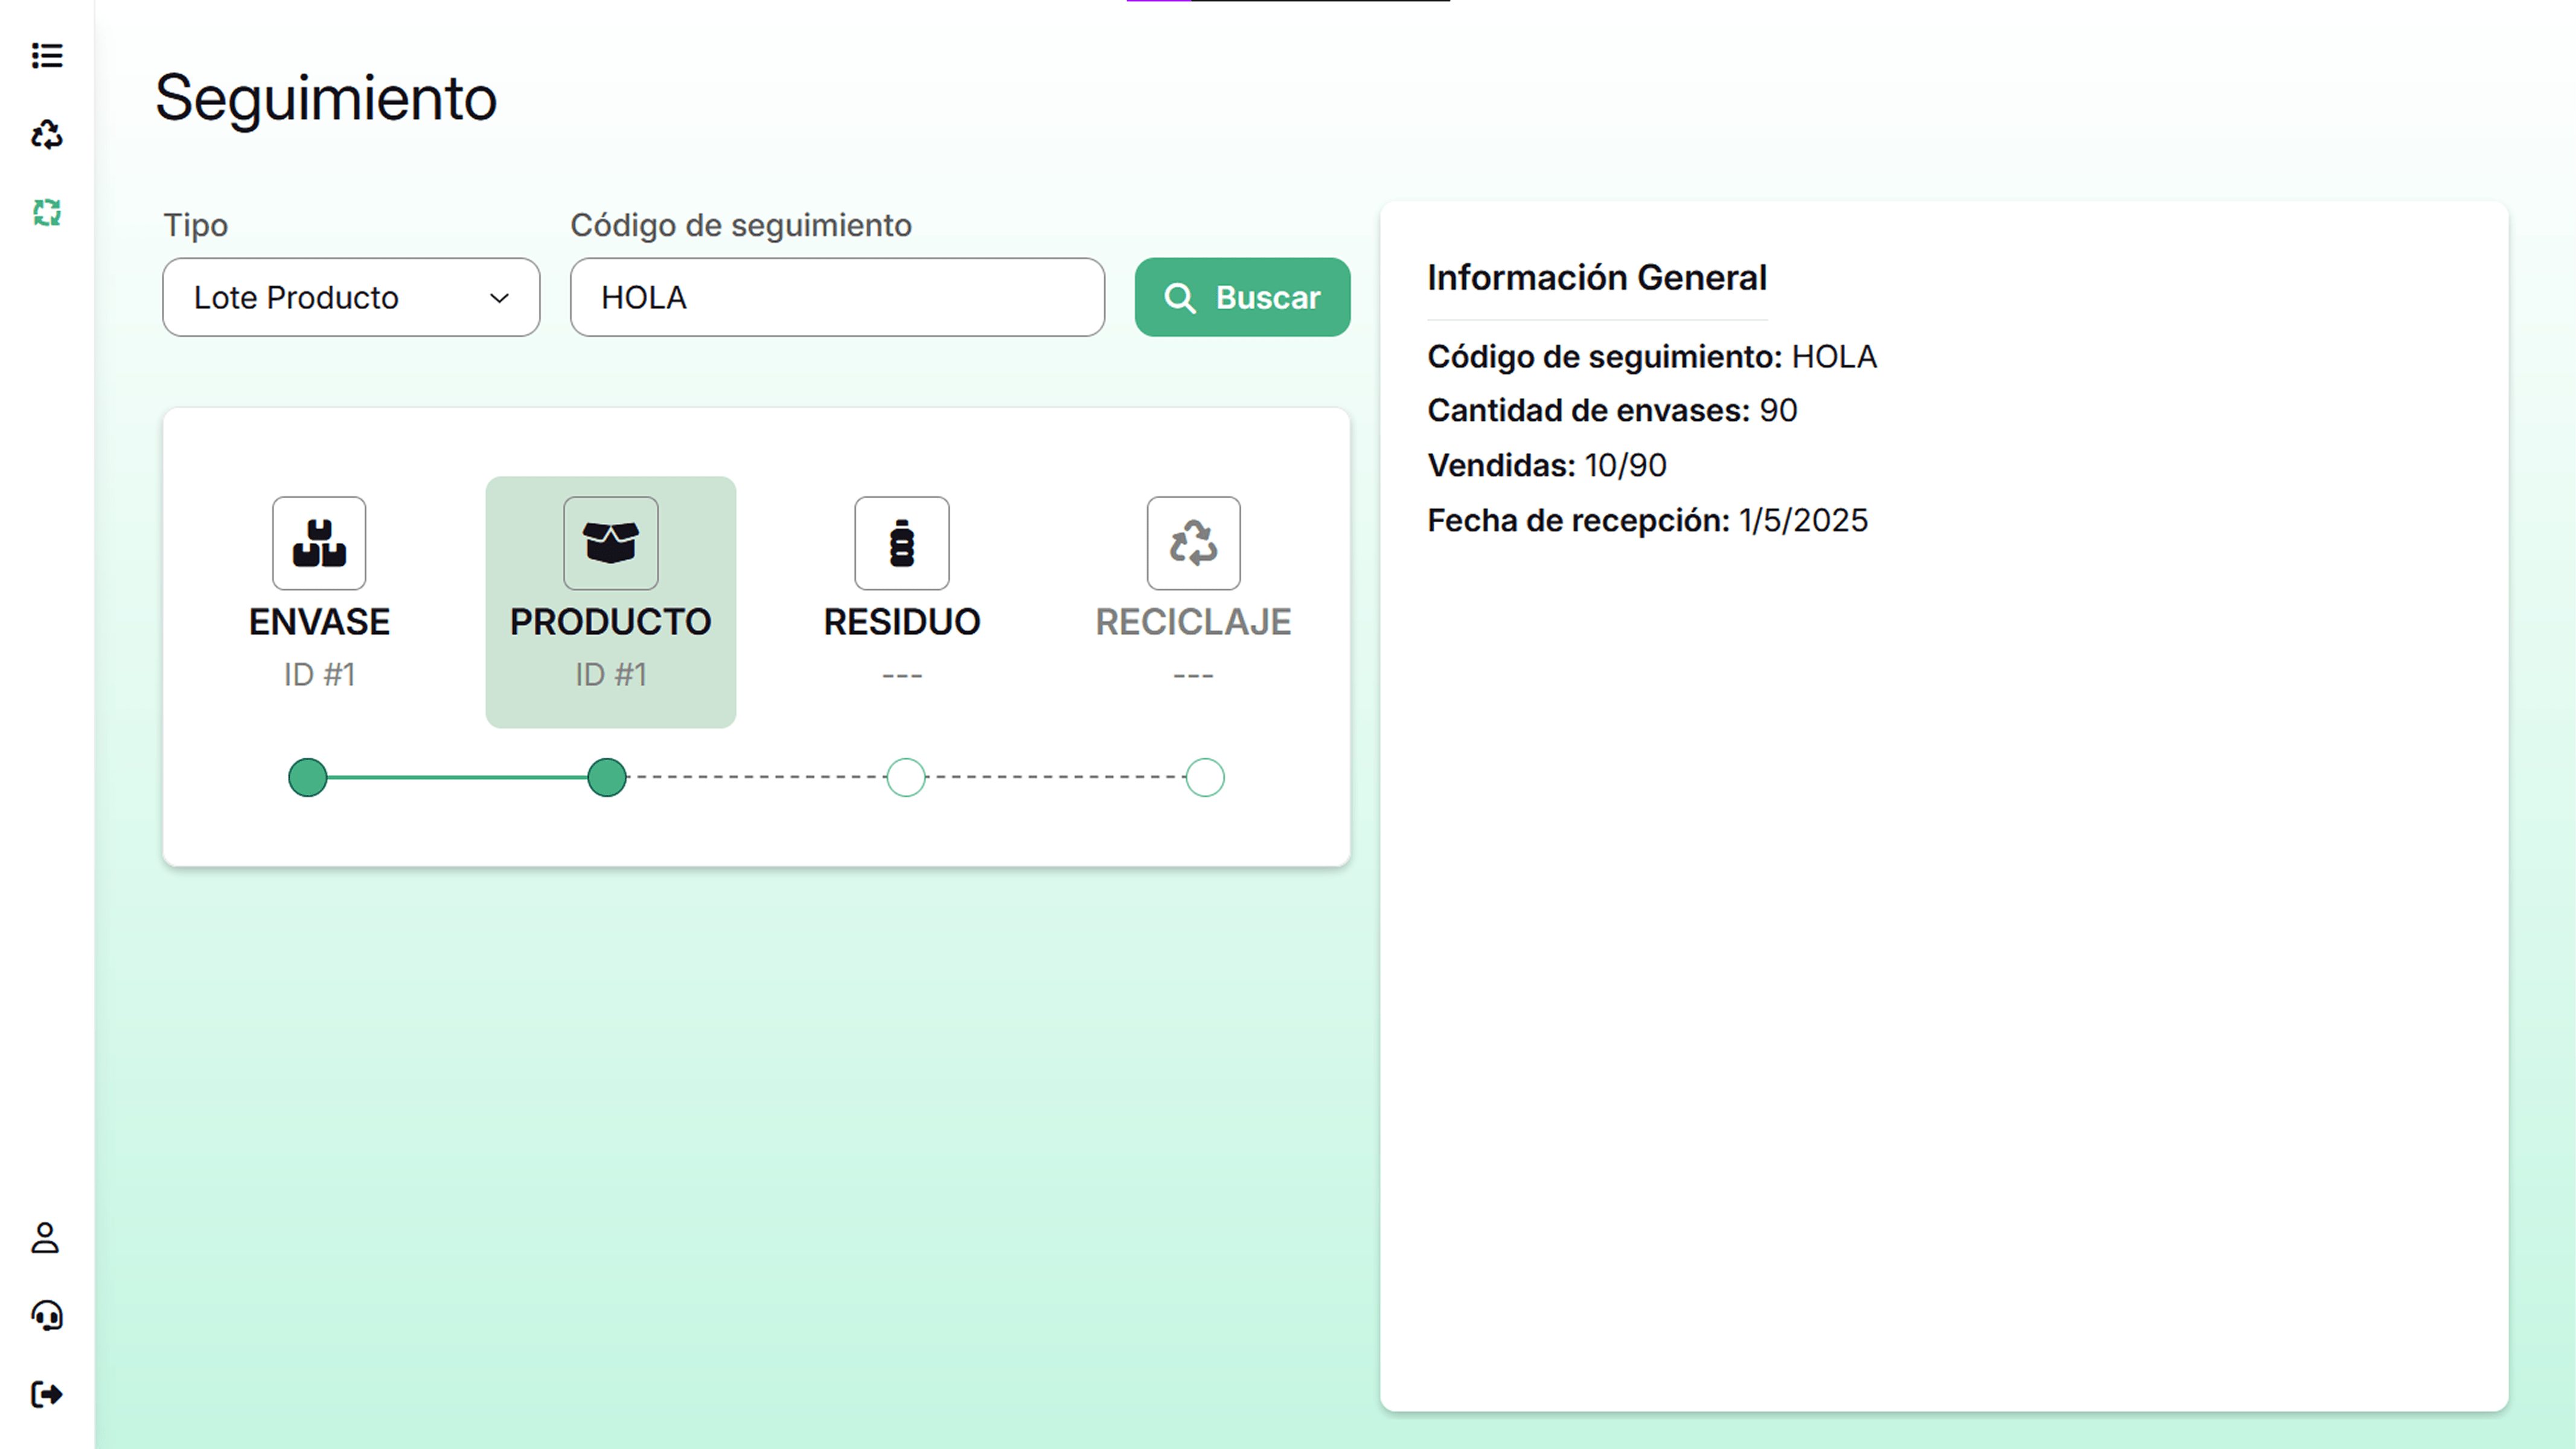 Seguimiento
Tipo
Código de seguimiento
Lote Producto
HOLA
Buscar
ENVASE
ID #1
PRODUCTO
ID #1
RESIDUO
---
RECICLAJE
---
Información General
Código de seguimiento: HOLA
Cantidad de envases: 90
Vendidas: 10/90
Fecha de recepción: 1/5/2025